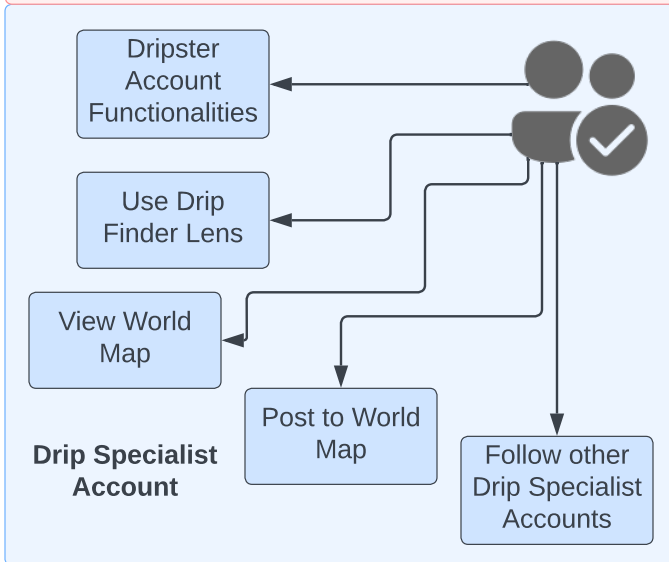 Dripster
Account
Functionalities
Use Drip
Finder Lens
View World
Map
Post to World
Map
Drip Specialist
Account
Follow other
Drip Specialist
Accounts